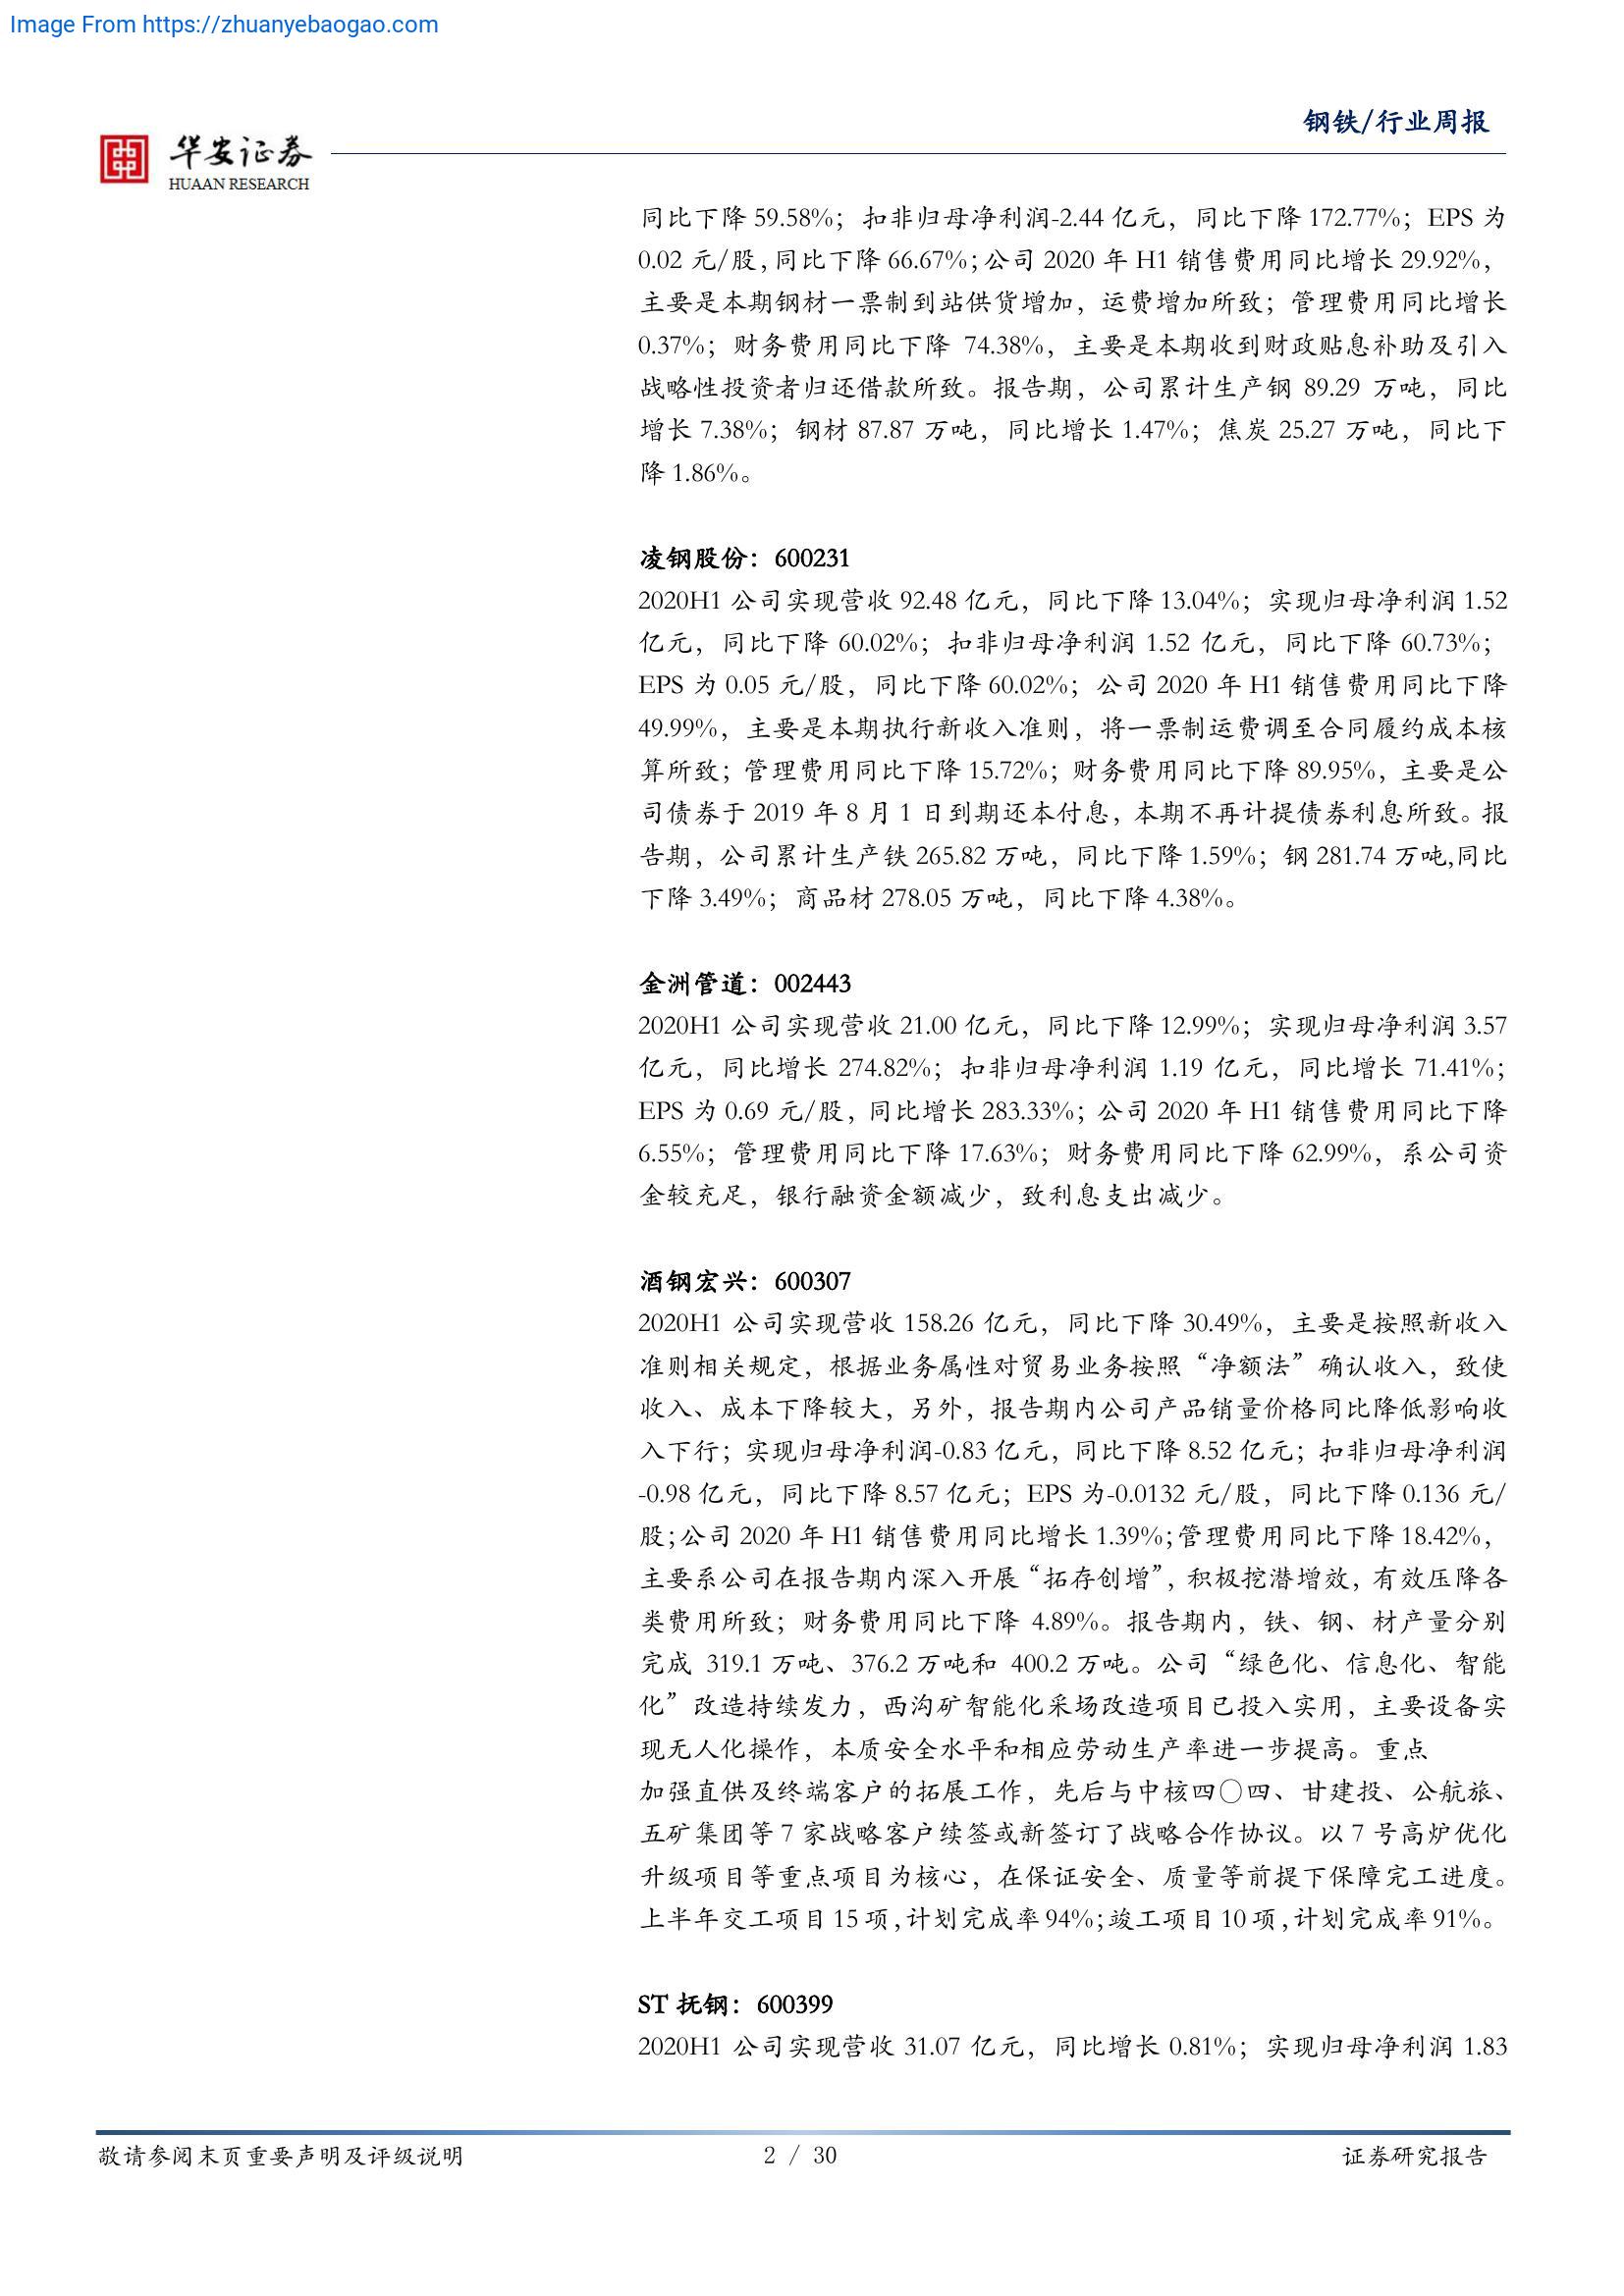 Image From https://zhuanyebaogao.com
钢铁/行业周报
华安证券
HUAAN RESEARCH
同比下降 59.58%；扣非归母净利润-2.44 亿元，同比下降 172.77%；EPS 为
0.02 元/股，同比下降 66.67%；公司 2020 年 H1 销售费用同比增长 29.92%，
主要是本期钢材一票制到站供货增加，运费增加所致；管理费用同比增长
0.37%；财务费用同比下降 74.38%，主要是本期收到财政贴息补助及引入
战略性投资者归还借款所致。报告期，公司累计生产钢 89.29 万吨，同比
增长 7.38%；钢材 87.87 万吨，同比增长 1.47%；焦炭 25.27 万吨，同比下
降 1.86%。
凌钢股份：600231
2020H1 公司实现营收 92.48 亿元，同比下降 13.04%；实现归母净利润 1.52
亿元，同比下降 60.02%；扣非归母净利润 1.52 亿元，同比下降 60.73%；
EPS 为 0.05 元/股，同比下降 60.02%；公司 2020 年 H1 销售费用同比下降
49.99%，主要是本期执行新收入准则，将一票制运费调至合同履约成本核
算所致；管理费用同比下降 15.72%；财务费用同比下降 89.95%，主要是公
司债券于 2019 年 8 月 1 日到期还本付息，本期不再计提债券利息所致。报
告期，公司累计生产铁 265.82 万吨，同比下降 1.59%；钢 281.74 万吨,同比
下降 3.49%；商品材 278.05 万吨，同比下降 4.38%。
金洲管道：002443
2020H1 公司实现营收 21.00 亿元，同比下降 12.99%；实现归母净利润 3.57
亿元，同比增长 274.82%；扣非归母净利润 1.19 亿元，同比增长 71.41%；
EPS 为 0.69 元/股，同比增长 283.33%；公司 2020 年 H1 销售费用同比下降
6.55%；管理费用同比下降 17.63%；财务费用同比下降 62.99%，系公司资
金较充足，银行融资金额减少，致利息支出减少。
酒钢宏兴：600307
2020H1 公司实现营收 158.26 亿元，同比下降 30.49%，主要是按照新收入
准则相关规定，根据业务属性对贸易业务按照“净额法”确认收入，致使
收入、成本下降较大，另外，报告期内公司产品销量价格同比降低影响收
入下行；实现归母净利润-0.83 亿元，同比下降 8.52 亿元；扣非归母净利润
-0.98 亿元，同比下降 8.57 亿元；EPS 为-0.0132 元/股，同比下降 0.136 元/
股；公司 2020 年 H1 销售费用同比增长 1.39%；管理费用同比下降 18.42%，
主要系公司在报告期内深入开展“拓存创增”，积极挖潜增效，有效压降各
类费用所致；财务费用同比下降 4.89%。报告期内，铁、钢、材产量分别
完成 319.1 万吨、376.2 万吨和 400.2 万吨。公司“绿色化、信息化、智能
化”改造持续发力，西沟矿智能化采场改造项目已投入实用，主要设备实
现无人化操作，本质安全水平和相应劳动生产率进一步提高。重点
加强直供及终端客户的拓展工作，先后与中核四〇四、甘建投、公航旅、
五矿集团等 7 家战略客户续签或新签订了战略合作协议。以 7 号高炉优化
升级项目等重点项目为核心，在保证安全、质量等前提下保障完工进度。
上半年交工项目 15 项，计划完成率 94%；竣工项目 10 项，计划完成率 91%。
ST 抚钢：600399
2020H1 公司实现营收 31.07 亿元，同比增长 0.81%；实现归母净利润 1.83
敬请参阅末页重要声明及评级说明
2 / 30
证券研究报告